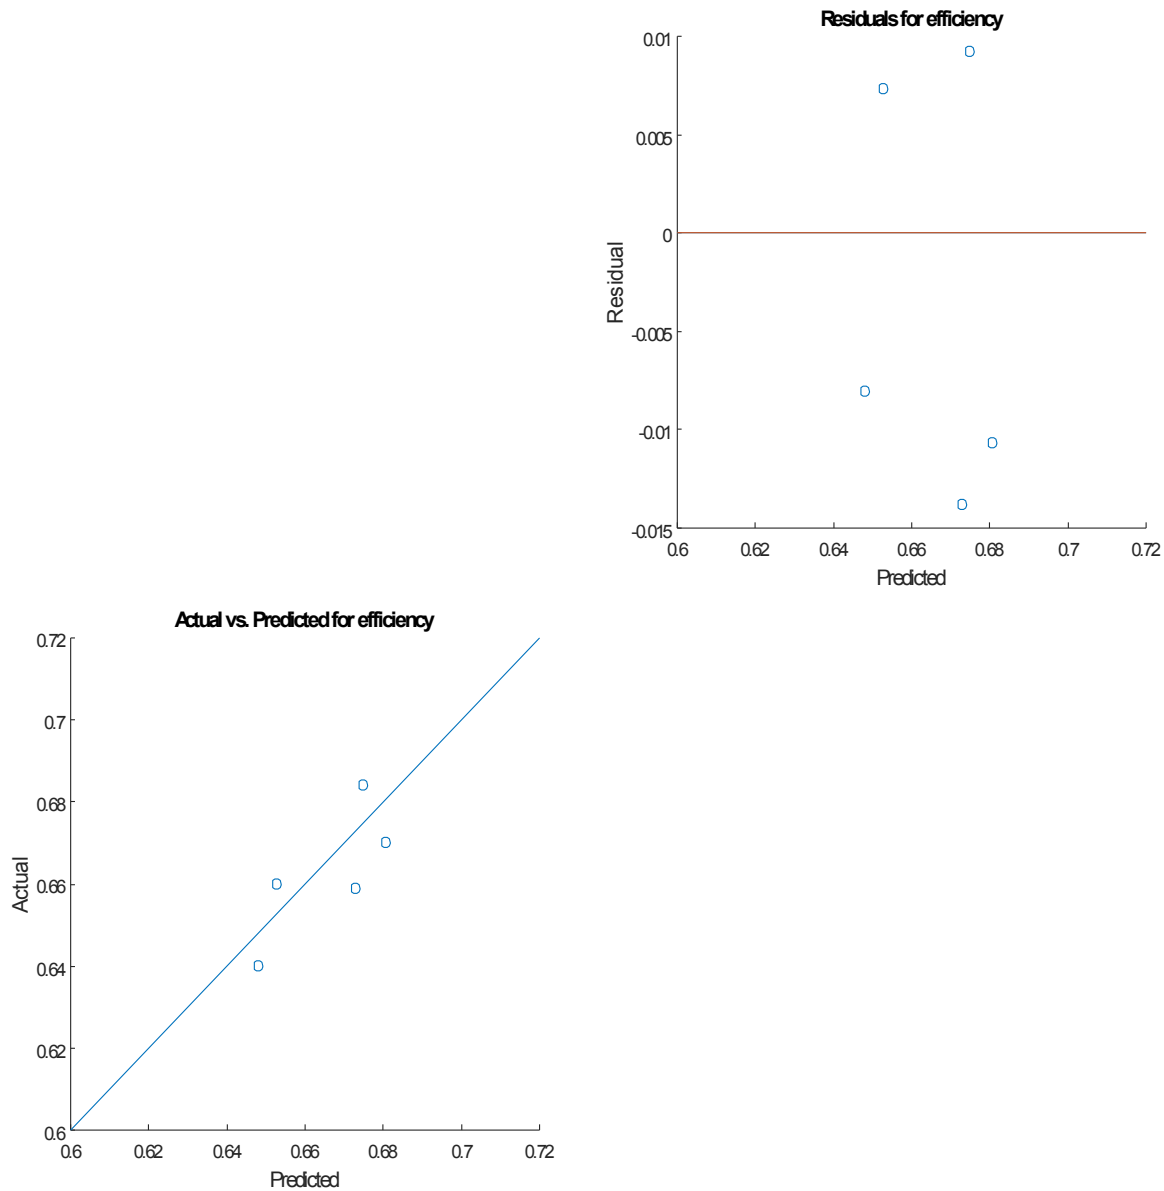 Residuals for efficiency
0.01
0.005
0
-0.005
-0.01
-0.015
Residual
0.6 0.62 0.64 0.66 0.68 0.7 0.72
Predicted
Actual vs. Predicted for efficiency
0.72
0.7
0.68
0.66
0.64
0.62
0.6
Actual
0.6 0.62 0.64 0.66 0.68 0.7 0.72
Predicted